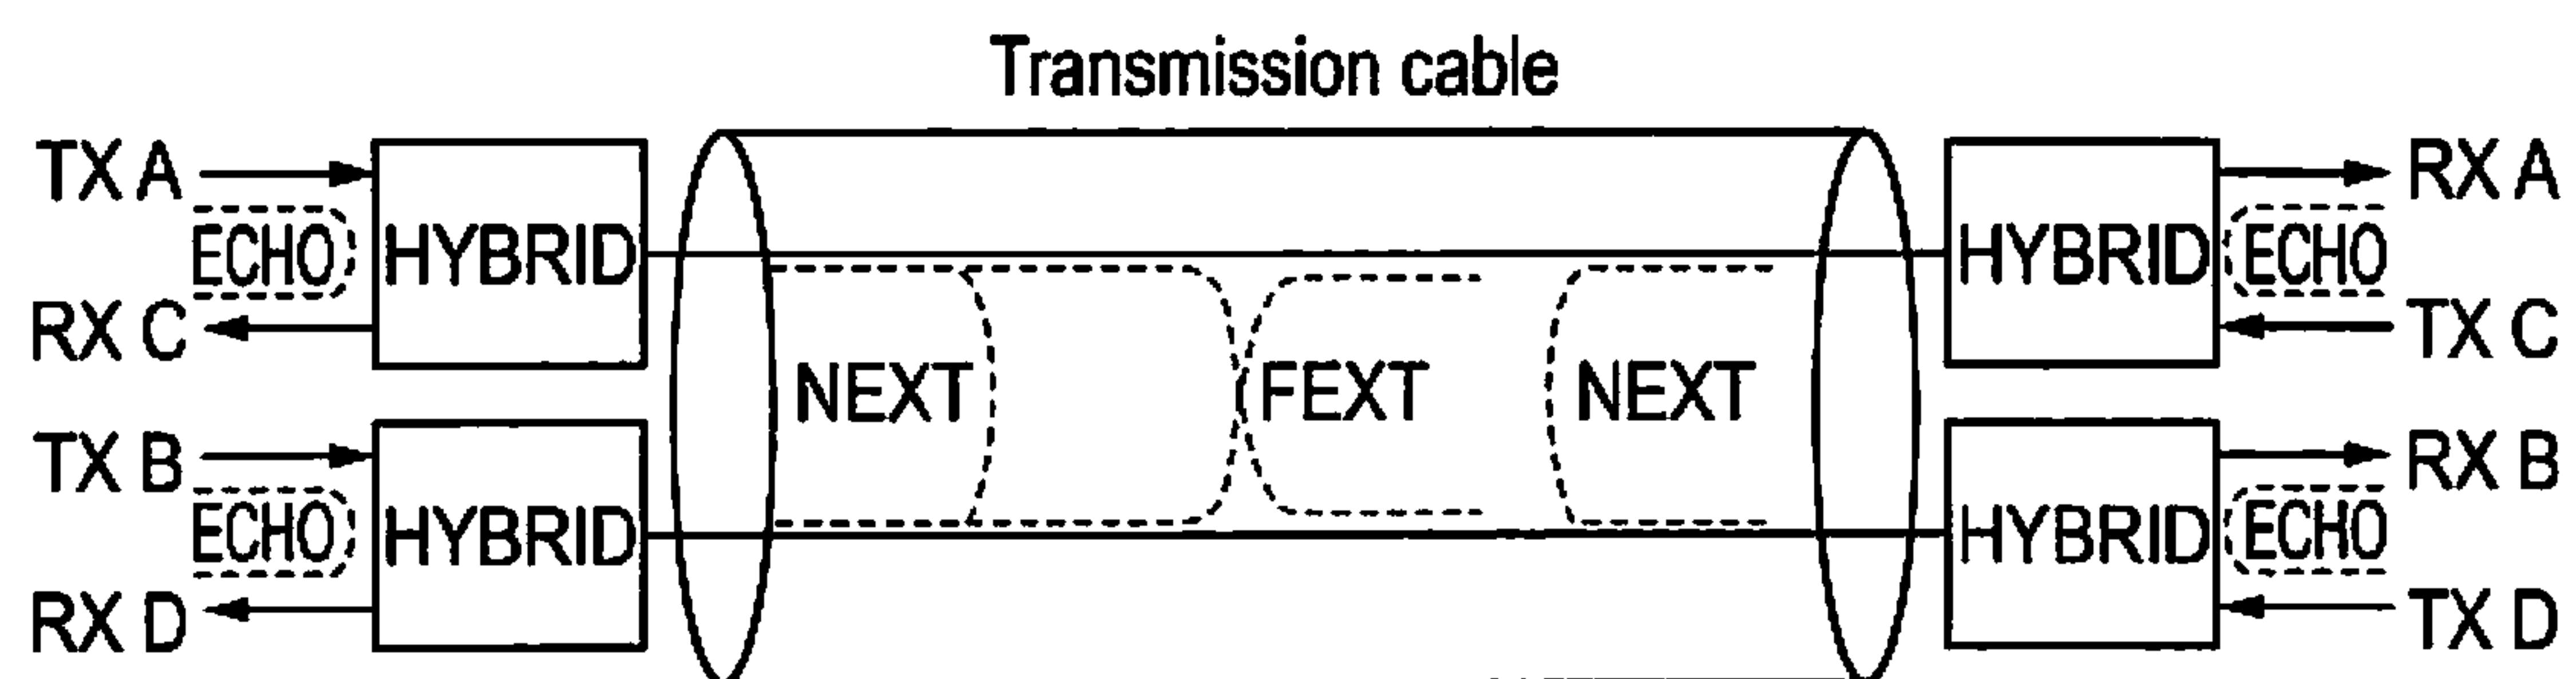 Transmission cable
TX A
ECHO
RX C
HYBRID
TX B
ECHO
RX D
HYBRID
NEXT
FEXT
NEXT
HYBRID
RX A
ECHO
TX C
HYBRID
RX B
ECHO
TX D